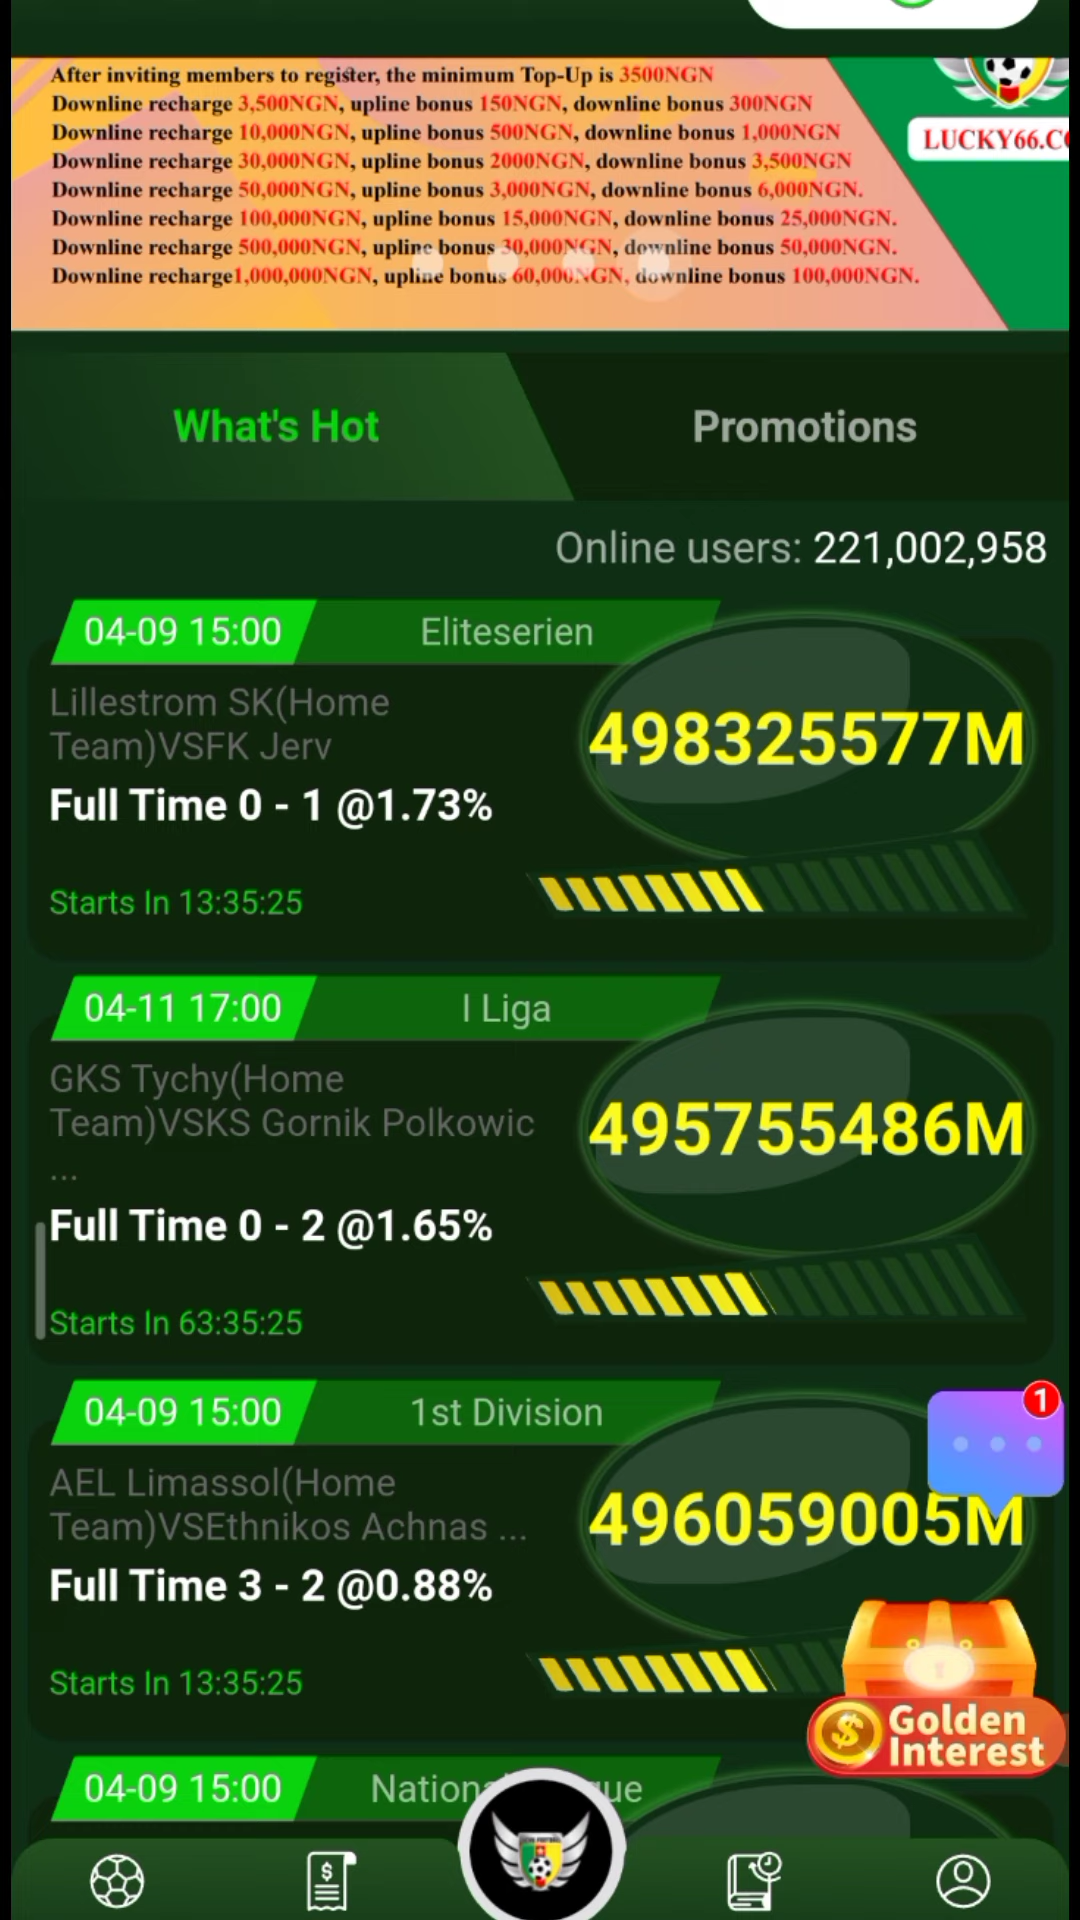 After inviting members to register, the minimum Top-Up is 3500NGN
Downline recharge 3,500NGN, upline bonus 150NGN, downline bonus 300NGN
Downline recharge 10,000NGN, upline bonus 500NGN, downline bonus 1,000NGN
Downline recharge 30,000NGN, upline bonus 2000NGN, downline bonus 3,500NGN
Downline recharge 50,000NGN, upline bonus 3,000NGN, downline bonus 6,000NGN.
Downline recharge 100,000NGN, upline bonus 15,000NGN, downline bonus 25,000NGN.
Downline recharge 500,000NGN, upline bonus 30,000NGN, downline bonus 50,000NGN.
Downline recharge1,000,000NGN, upline bonus 60,000NGN, downline bonus 100,000NGN.
LUCKY66.C
What's Hot
Promotions
Online users: 221,002,958
04-09 15:00 Eliteserien
Lillestrom SK(Home
Team)VSFK Jerv
498325577M
Full Time 0 - 1 @1.73%
Starts In 13:35:25
04-11 17:00 I Liga
GKS Tychy(Home
Team)VSKS Gornik Polkowic
...
495755486M
Full Time 0 - 2 @1.65%
Starts In 63:35:25
04-09 15:00 1st Division
1
AEL Limassol(Home
Team)VSEthnikos Achnas ...
496059005M
Full Time 3 - 2 @0.88%
Starts In 13:35:25
Golden
Interest
04-09 15:00